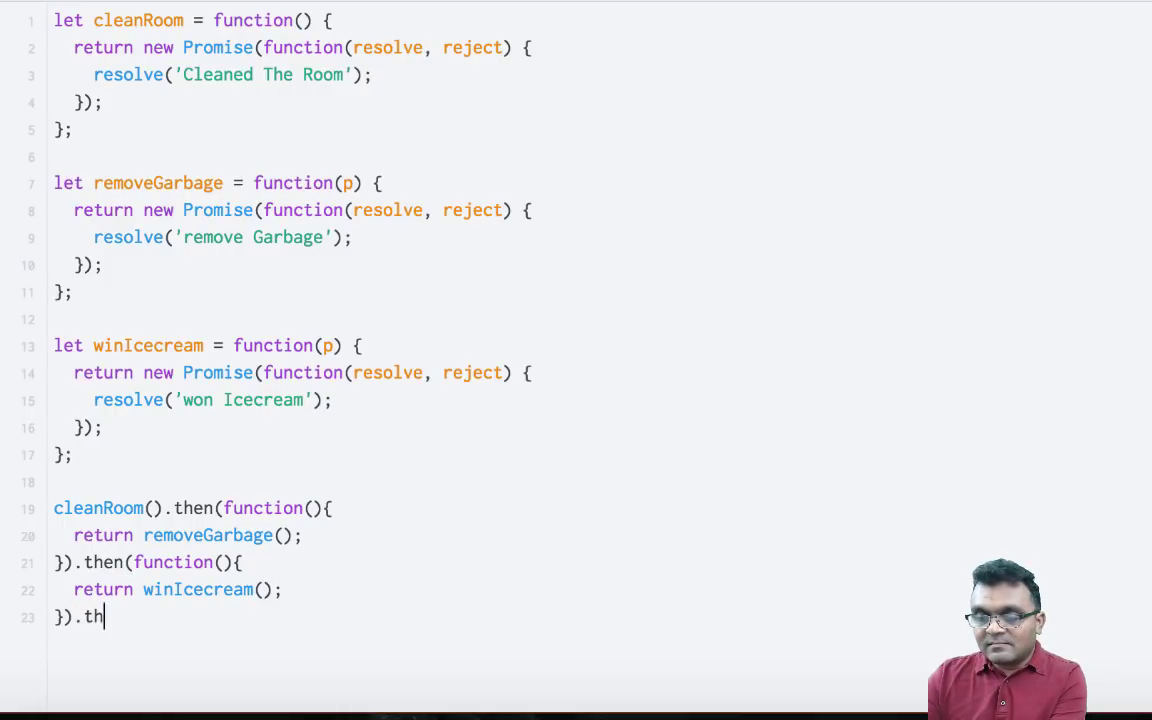 1 let cleanRoom = function() {
2   return new Promise(function(resolve, reject) {
3     resolve('Cleaned The Room');
4   });
5 };
6
7 let removeGarbage = function(p) {
8   return new Promise(function(resolve, reject) {
9     resolve('remove Garbage');
10   });
11 };
12
13 let winIcecream = function(p) {
14   return new Promise(function(resolve, reject) {
15     resolve('won Icecream');
16   });
17 };
18
19 cleanRoom().then(function(){
20   return removeGarbage();
21 }).then(function(){
22   return winIcecream();
23 }).th